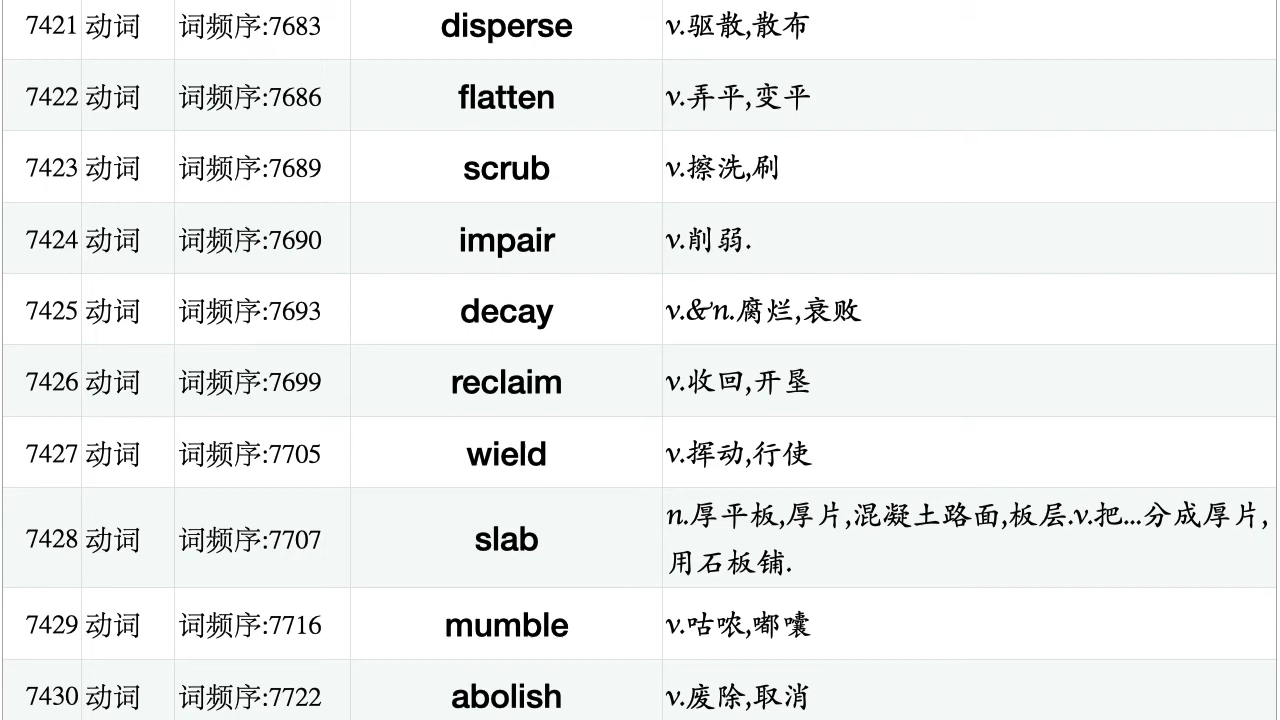 7421 动词 词频序:7683 disperse v.驱散,散布
7422 动词 词频序:7686 flatten v.弄平,变平
7423 动词 词频序:7689 scrub v.擦洗,刷
7424 动词 词频序:7690 impair v.削弱.
7425 动词 词频序:7693 decay v.&n.腐烂,衰败
7426 动词 词频序:7699 reclaim v.收回,开垦
7427 动词 词频序:7705 wield v.挥动,行使
7428 动词 词频序:7707 slab n.厚平板,厚片,混凝土路面,板层.v.把...分成厚片,
用石板铺.
7429 动词 词频序:7716 mumble v.咕哝,嘟囔
7430 动词 词频序:7722 abolish v.废除,取消